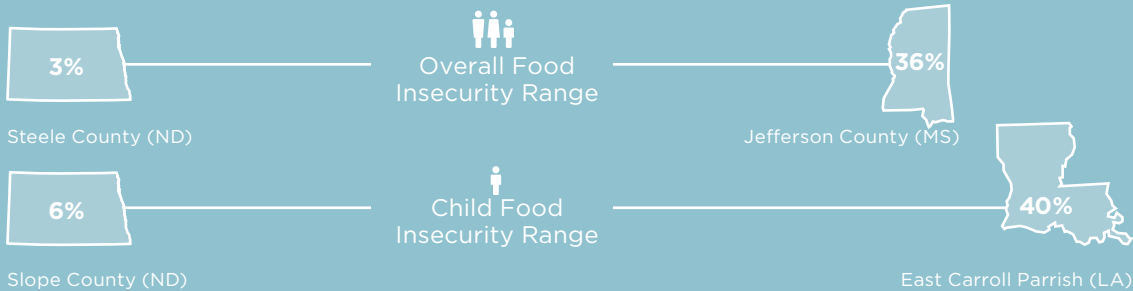 3%
Overall Food
Insecurity Range
36%
Steele County (ND)
Jefferson County (MS)
6%
Child Food
Insecurity Range
40%
Slope County (ND)
East Carroll Parrish (LA)